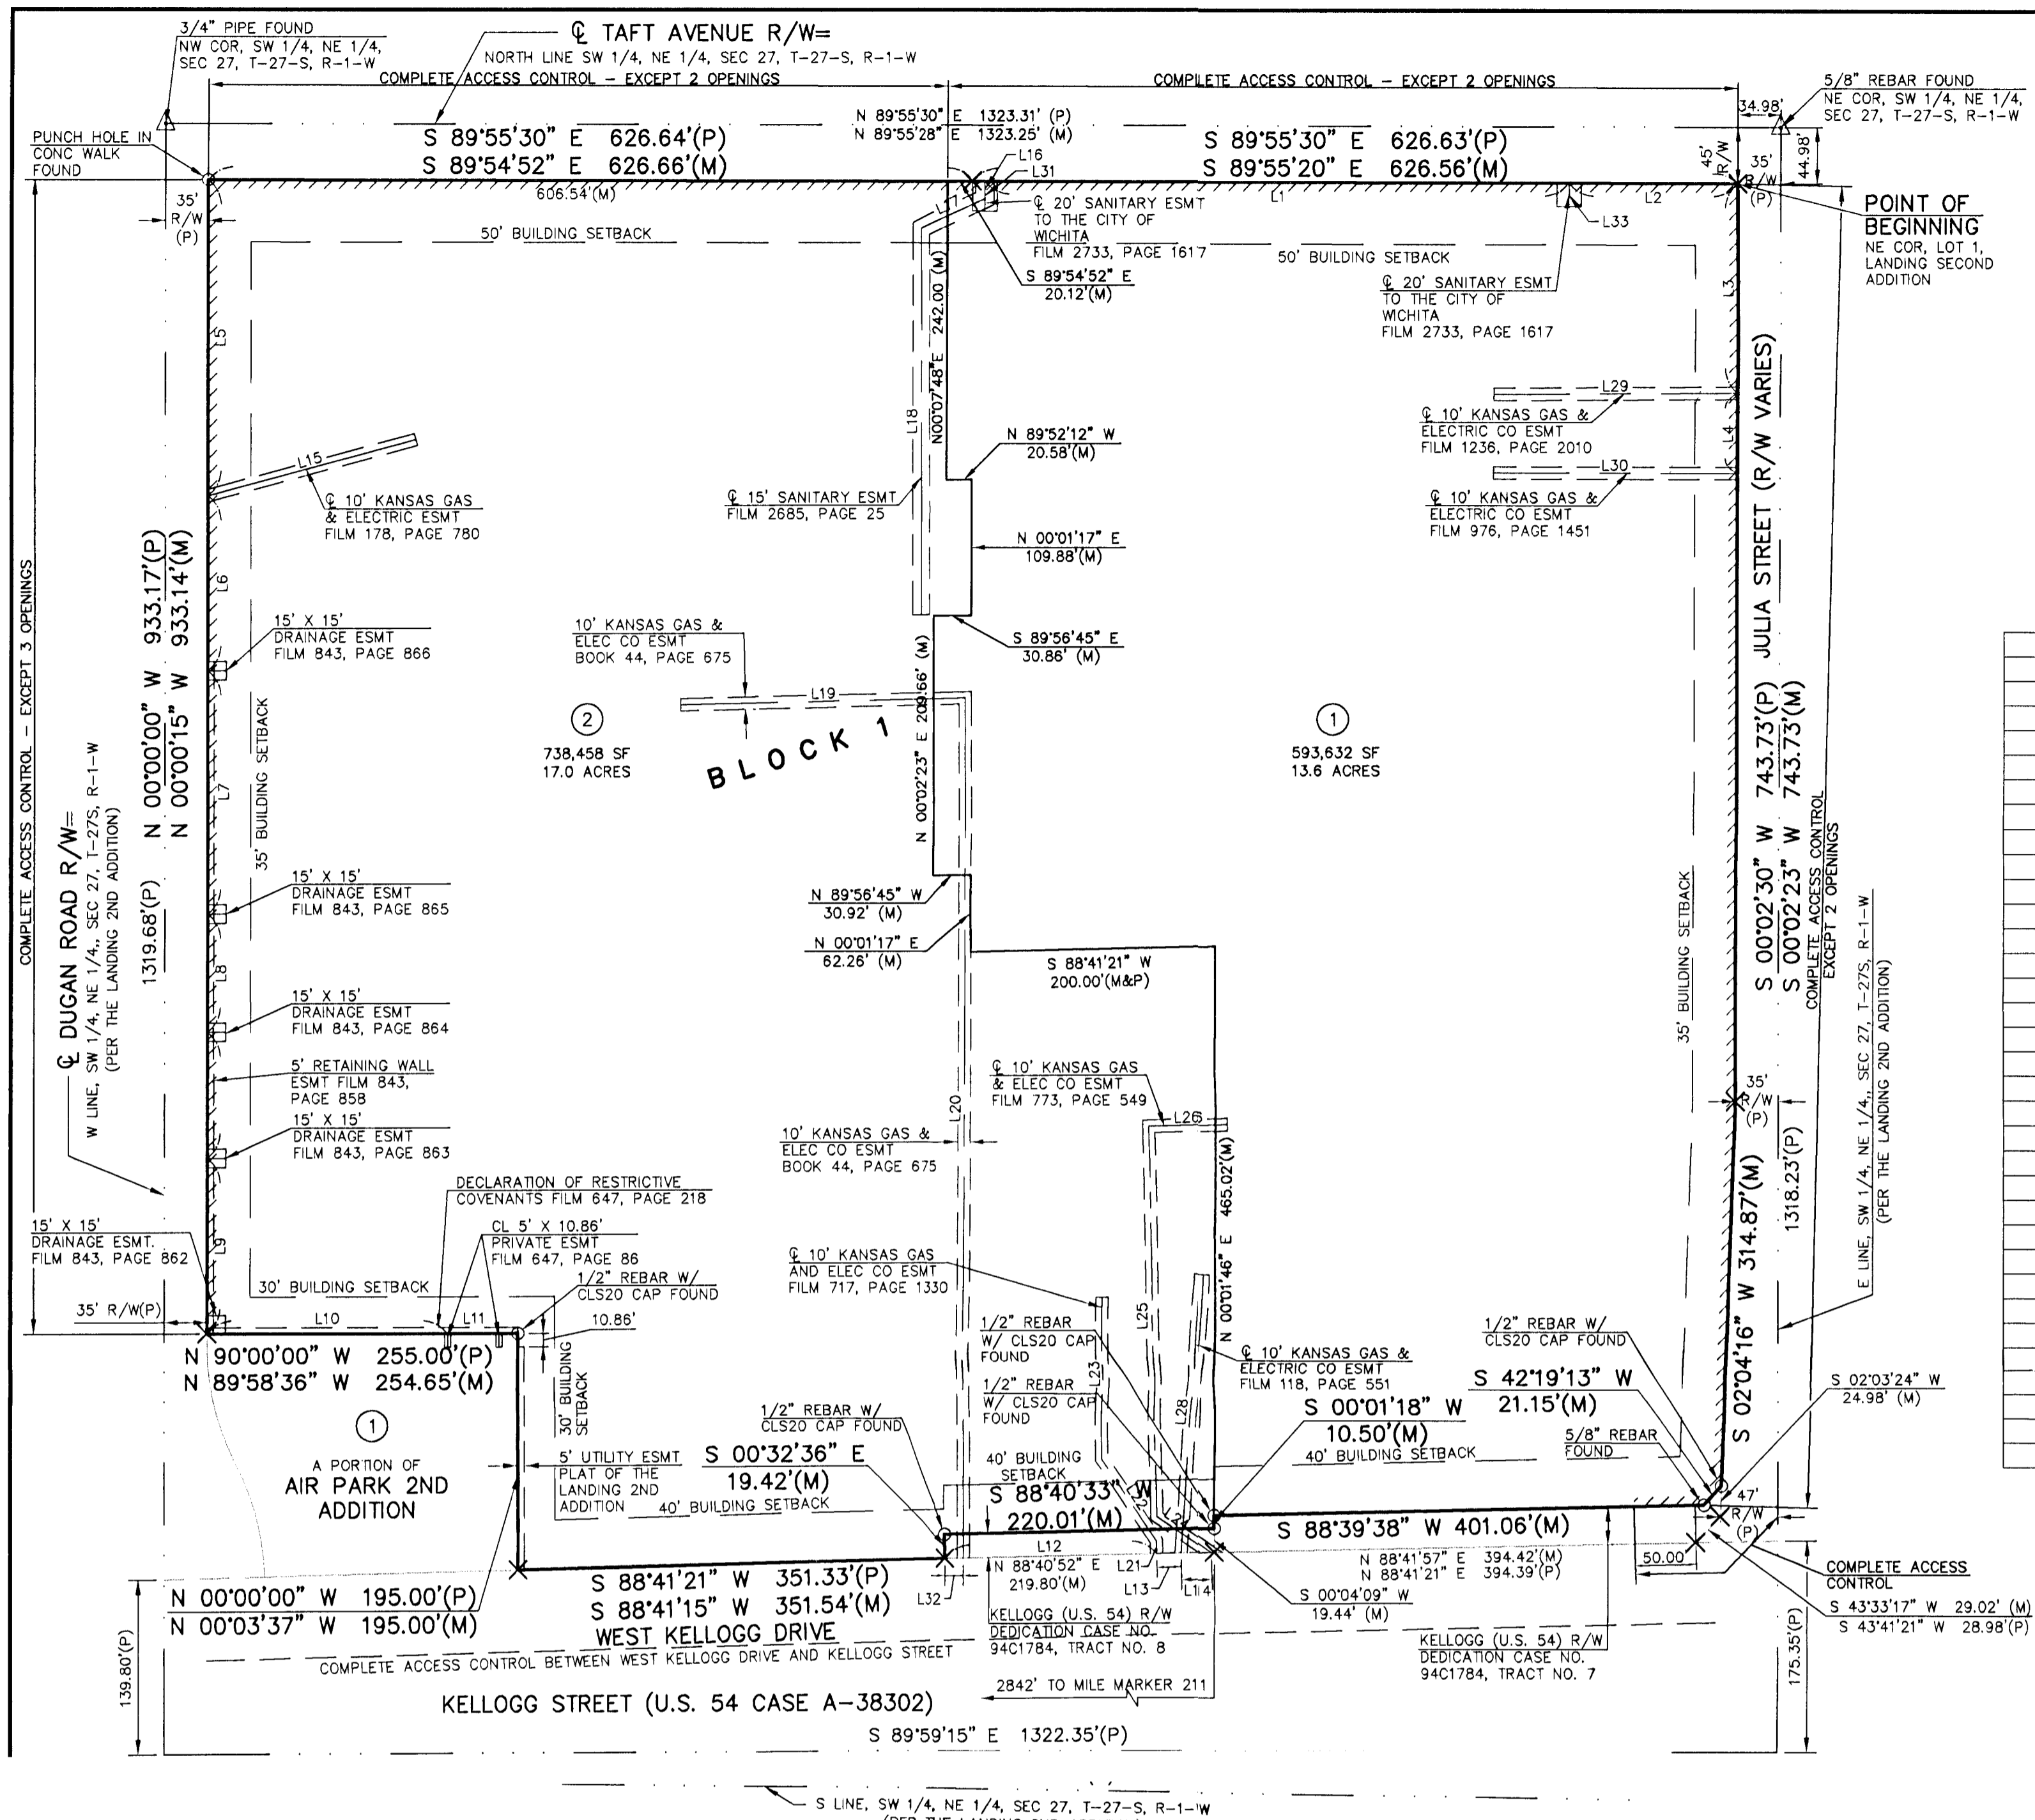 3/4" PIPE FOUND
NW COR, SW 1/4, NE 1/4,
SEC 27, T-27-S, R-1-W
℄ TAFT AVENUE R/W=
NORTH LINE SW 1/4, NE 1/4, SEC 27, T-27-S, R-1-W
COMPLETE ACCESS CONTROL - EXCEPT 2 OPENINGS
COMPLETE ACCESS CONTROL - EXCEPT 2 OPENINGS
5/8" REBAR FOUND
NE COR, SW 1/4, NE 1/4,
SEC 27, T-27-S, R-1-W
34.98'
44.98'
45'
R/W
35'
R/W
(P)
PUNCH HOLE IN
CONC WALK
FOUND
N 89°55'30" E 1323.31' (P)
N 89°55'28" E 1323.25' (M)
S 89°55'30" E 626.64'(P)
S 89°54'52" E 626.66'(M)
606.54'(M)
S 89°55'30" E 626.63'(P)
S 89°55'20" E 626.56'(M)
L16
L31
L17
L1
L2
L33
35'
R/W
(P)
POINT OF
BEGINNING
NE COR, LOT 1,
LANDING SECOND
ADDITION
50' BUILDING SETBACK
℄ 20' SANITARY ESMT
TO THE CITY OF
WICHITA
FILM 2733, PAGE 1617
50' BUILDING SETBACK
S 89°54'52" E
20.12'(M)
℄ 20' SANITARY ESMT
TO THE CITY OF
WICHITA
FILM 2733, PAGE 1617
L3
L5
N00°07'48"E 242.00 (M)
L18
L29
℄ 10' KANSAS GAS &
ELECTRIC CO ESMT
FILM 1236, PAGE 2010
L4
N 89°52'12" W
20.58'(M)
L15
L30
℄ 10' KANSAS GAS
& ELECTRIC ESMT
FILM 178, PAGE 780
℄ 15' SANITARY ESMT
FILM 2685, PAGE 25
℄ 10' KANSAS GAS &
ELECTRIC CO ESMT
FILM 976, PAGE 1451
N 00°01'17" E
109.88'(M)
JULIA STREET (R/W VARIES)
COMPLETE ACCESS CONTROL - EXCEPT 3 OPENINGS
N 00°00'00" W 933.17'(P)
N 00°00'15" W 933.14'(M)
L6
15' X 15'
DRAINAGE ESMT
FILM 843, PAGE 866
10' KANSAS GAS &
ELEC CO ESMT
BOOK 44, PAGE 675
S 89°56'45" E
30.86' (M)
L19
N 00°02'23" E 209.66' (M)
2
738,458 SF
17.0 ACRES
BLOCK 1
1
593,632 SF
13.6 ACRES
S 00°02'30" W 743.73'(P)
S 00°02'23" W 743.73'(M)
COMPLETE ACCESS CONTROL
EXCEPT 2 OPENINGS
L7
35' BUILDING SETBACK
℄ DUGAN ROAD R/W=
W LINE, SW 1/4, NE 1/4,, SEC 27, T-27S, R-1-W
(PER THE LANDING 2ND ADDITION)
1319.68'(P)
15' X 15'
DRAINAGE ESMT
FILM 843, PAGE 865
N 89°56'45" W
30.92' (M)
35' BUILDING SETBACK
E LINE, SW 1/4, NE 1/4,, SEC 27, T-27S, R-1-W
(PER THE LANDING 2ND ADDITION)
N 00°01'17" E
62.26' (M)
L8
S 88°41'21" W
200.00'(M&P)
15' X 15'
DRAINAGE ESMT
FILM 843, PAGE 864
5' RETAINING WALL
ESMT FILM 843,
PAGE 858
℄ 10' KANSAS GAS
& ELEC CO ESMT
FILM 773, PAGE 549
L20
L26
35'
R/W
(P)
15' X 15'
DRAINAGE ESMT
FILM 843, PAGE 863
10' KANSAS GAS &
ELEC CO ESMT
BOOK 44, PAGE 675
N 00°01'46" E 465.02'(M)
S 02°04'16" W 314.87'(M)
1318.23'(P)
DECLARATION OF RESTRICTIVE
COVENANTS FILM 647, PAGE 218
CL 5' X 10.86'
PRIVATE ESMT
FILM 647, PAGE 86
15' X 15'
DRAINAGE ESMT.
FILM 843, PAGE 862
L9
℄ 10' KANSAS GAS
AND ELEC CO ESMT
FILM 717, PAGE 1330
30' BUILDING SETBACK
1/2" REBAR W/
CLS20 CAP FOUND
35' R/W(P)
L10
L11
10.86'
L25
L23
L28
1/2" REBAR
W/ CLS20 CAP
FOUND
1/2" REBAR W/
CLS20 CAP FOUND
N 90°00'00" W 255.00'(P)
N 89°58'36" W 254.65'(M)
30' BUILDING
SETBACK
℄ 10' KANSAS GAS &
ELECTRIC CO ESMT
FILM 118, PAGE 551
1/2" REBAR
W/ CLS20 CAP
FOUND
S 42°19'13" W
21.15'(M)
S 02°03'24" W
24.98' (M)
1
A PORTION OF
AIR PARK 2ND
ADDITION
1/2" REBAR W/
CLS20 CAP FOUND
S 00°01'18" W
10.50'(M)
5/8" REBAR
FOUND
5' UTILITY ESMT
PLAT OF THE
LANDING 2ND
ADDITION
S 00°32'36" E
19.42'(M)
40' BUILDING
SETBACK
40' BUILDING SETBACK
40' BUILDING SETBACK
S 88°40'33" W
220.01'(M)
S 88°39'38" W 401.06'(M)
47'
R/W
(P)
L12
N 88°40'52" E
219.80'(M)
L21
L13
L14
L32
N 88°41'57" E 394.42'(M)
N 88°41'21" E 394.39'(P)
50.00'
COMPLETE ACCESS
CONTROL
N 00°00'00" W 195.00'(P)
N 00°03'37" W 195.00'(M)
S 88°41'21" W 351.33'(P)
S 88°41'15" W 351.54'(M)
WEST KELLOGG DRIVE
S 00°04'09" W
19.44' (M)
S 43°33'17" W 29.02' (M)
S 43°41'21" W 28.98'(P)
KELLOGG (U.S. 54) R/W
DEDICATION CASE NO.
94C1784, TRACT NO. 8
KELLOGG (U.S. 54) R/W
DEDICATION CASE NO.
94C1784, TRACT NO. 7
COMPLETE ACCESS CONTROL BETWEEN WEST KELLOGG DRIVE AND KELLOGG STREET
139.80'(P)
175.35'(P)
2842' TO MILE MARKER 211
KELLOGG STREET (U.S. 54 CASE A-38302)
S 89°59'15" E 1322.35'(P)
S LINE, SW 1/4, NE 1/4, SEC 27, T-27-S, R-1-W